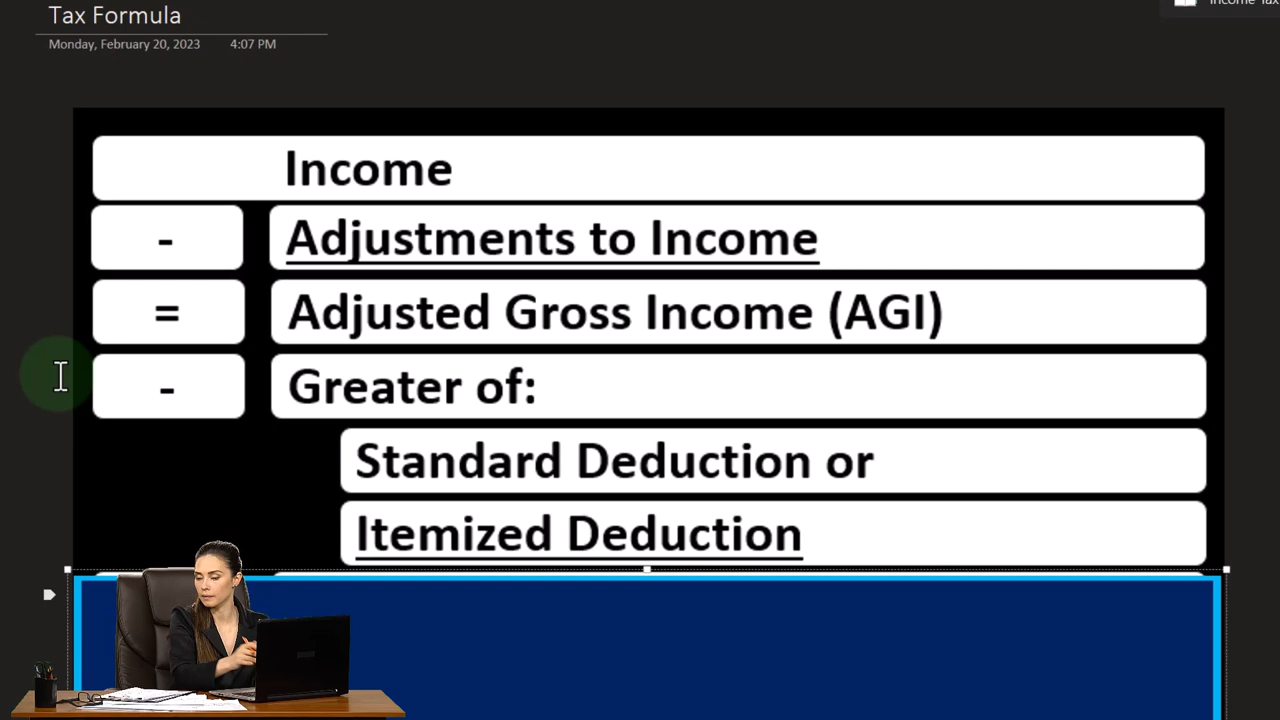 Tax Formula
Monday, February 20, 2023 4:07 PM
Income
- Adjustments to Income
= Adjusted Gross Income (AGI)
- Greater of:
Standard Deduction or
Itemized Deduction